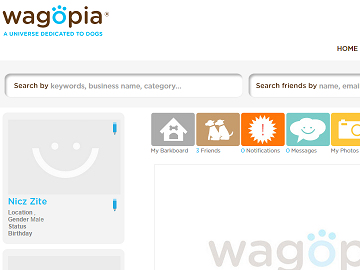 wagopia®
A UNIVERSE DEDICATED TO DOGS
HOME
Search by keywords, business name, category...
Search friends by name, email
My Barkboard
3 Friends
0 Notifications
0 Messages
My Photos
Nicz Zite
Location
Gender Male
Status
Birthday
wagopia